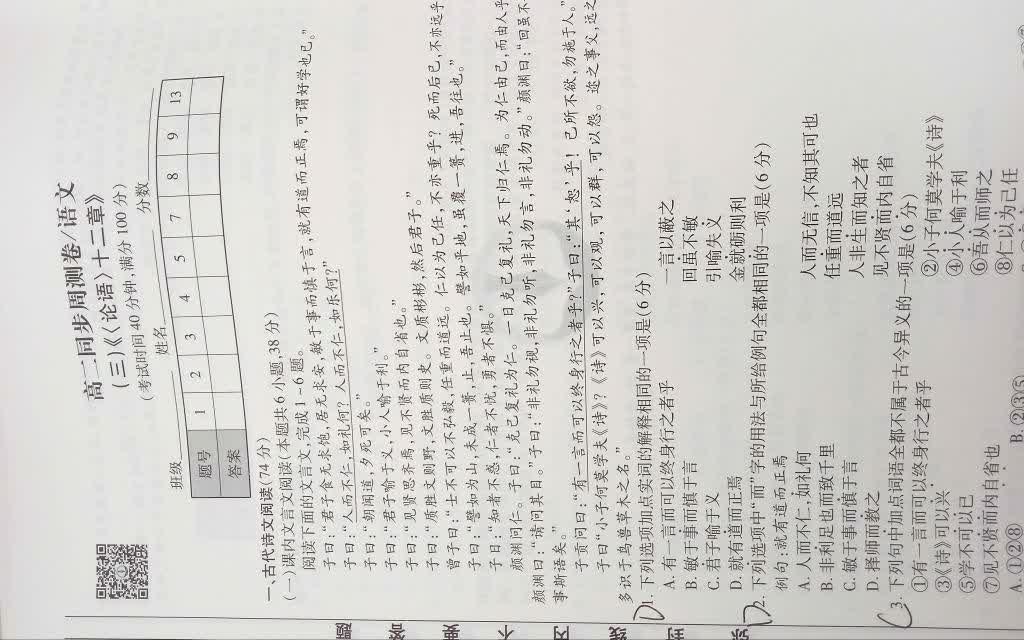 高二同步周测卷/语文
(三)《〈论语〉十二章》
(考试时间40分钟,满分100分)
班级 姓名 分数
题号 1 2 3 4 5 7 8 9 13
答案
一、古代诗文阅读(74分)
(一)课内文言文阅读(本题共6小题,38分)
阅读下面的文言文,完成1~6题。
子曰:“君子食无求饱,居无求安,敏于事而慎于言,就有道而正焉,可谓好学也已。”
子曰:“人而不仁,如礼何?人而不仁,如乐何?”
子曰:“朝闻道,夕死可矣。”
子曰:“君子喻于义,小人喻于利。”
子曰:“见贤思齐焉,见不贤而内自省也。”
子曰:“质胜文则野,文胜质则史。文质彬彬,然后君子。”
曾子曰:“士不可以不弘毅,任重而道远。仁以为己任,不亦重乎?死而后已,不亦远乎
子曰:“譬如为山,未成一篑,止,吾止也。譬如平地,虽覆一篑,进,吾往也。”
子曰:“知者不惑,仁者不忧,勇者不惧。”
颜渊问仁。子曰:“克己复礼为仁。一日克己复礼,天下归仁焉。为仁由己,而由人乎
颜渊曰:“请问其目。”子曰:“非礼勿视,非礼勿听,非礼勿言,非礼勿动。”颜渊曰:“回虽不
事斯语矣。”
子贡问曰:“有一言而可以终身行之者乎?”子曰:“其‘恕’乎!己所不欲,勿施于人。”
子曰“小子何莫学夫《诗》?《诗》可以兴,可以观,可以群,可以怨。迩之事父,远之
多识于鸟兽草木之名。”
D1.下列选项加点实词的解释相同的一项是(6分)
A.有一言而可以终身行之者乎 一言以蔽之
B.敏于事而慎于言 回虽不敏
C.君子喻于义 引喻失义
D.就有道而正焉 金就砺则利
D2.下列选项中“而”字的用法与所给例句全都相同的一项是(6分)
例句:就有道而正焉
A.人而不仁,如礼何 人而无信,不知其可也
B.非利足也而致千里 任重而道远
C.敏于事而慎于言 人非生而知之者
D.择师而教之 见不贤而内自省
C3.下列句中加点词语全都不属于古今异义的一项是(6分)
①有一言而可以终身行之者乎 ②小子何莫学夫《诗》
③《诗》可以兴 ④小人喻于利
⑤学不可以已 ⑥吾从而师之
⑦见不贤而内自省也 ⑧仁以为己任
A.①②⑧ B.②③⑤